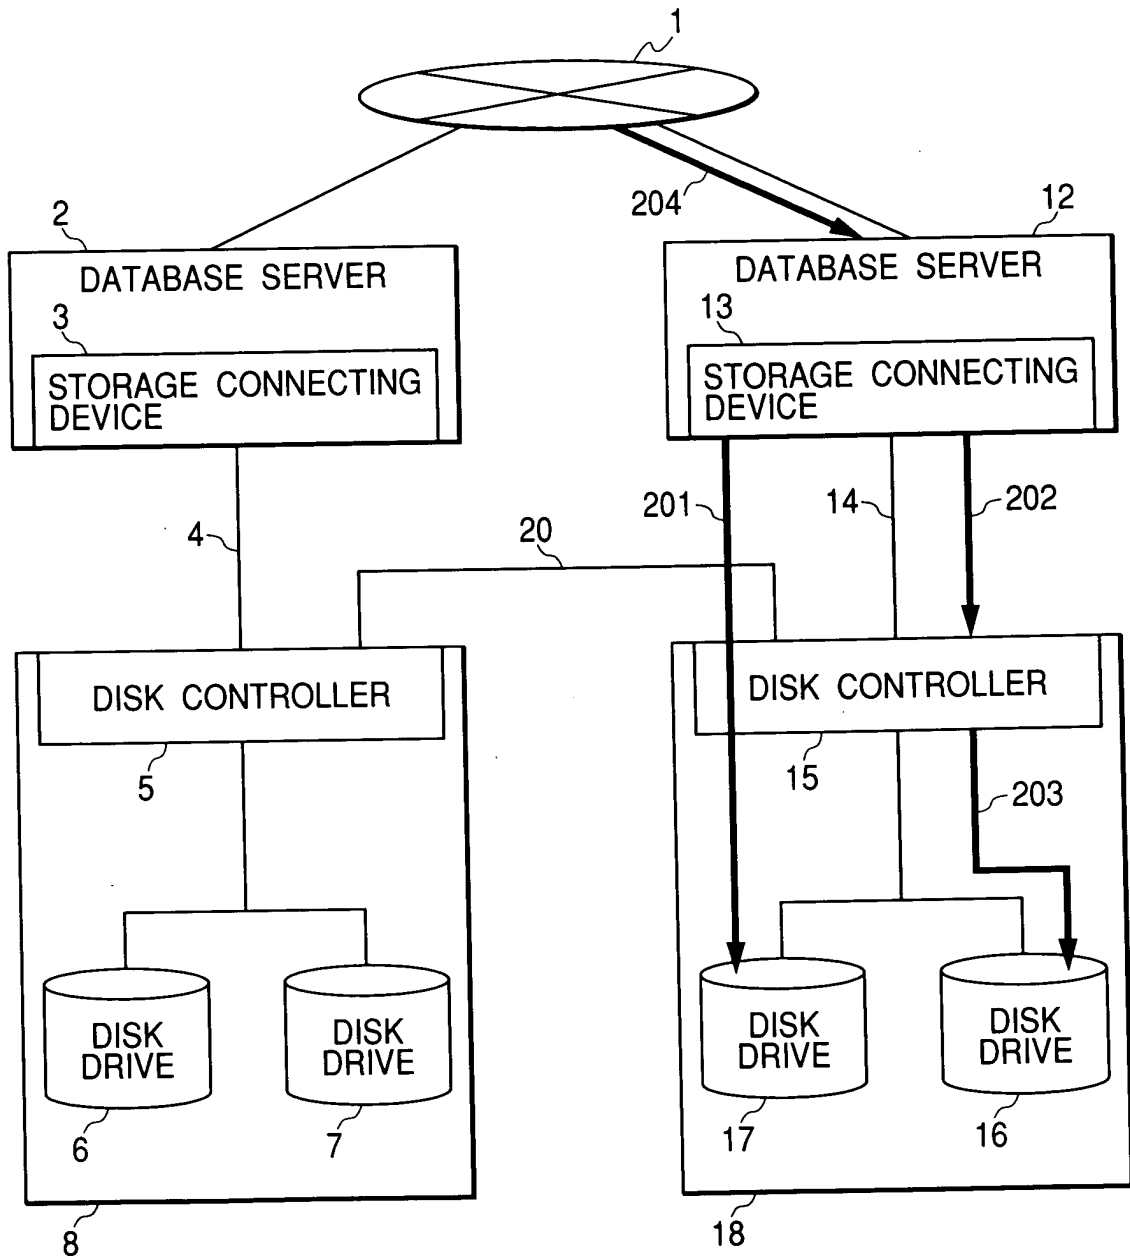 1
204
2
12
DATABASE SERVER
DATABASE SERVER
3
13
STORAGE CONNECTING
DEVICE
STORAGE CONNECTING
DEVICE
4
20
201
14
202
DISK CONTROLLER
DISK CONTROLLER
5
15
203
DISK
DRIVE
DISK
DRIVE
DISK
DRIVE
DISK
DRIVE
6
7
17
16
8
18